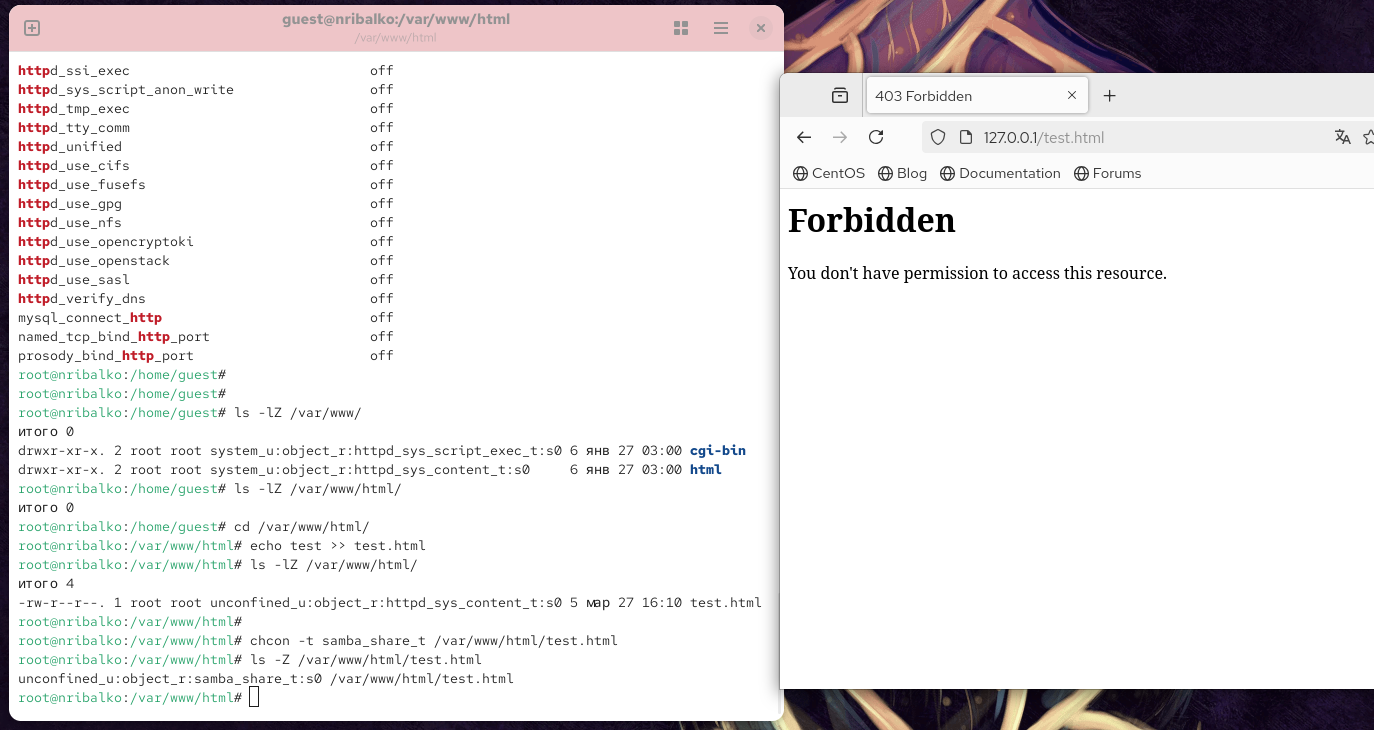 guest@nribalko:/var/www/html
/var/www/html
httpd_ssi_exec off
httpd_sys_script_anon_write off
httpd_tmp_exec off
httpd_tty_comm off
httpd_unified off
httpd_use_cifs off
httpd_use_fusefs off
httpd_use_gpg off
httpd_use_nfs off
httpd_use_opencryptoki off
httpd_use_openstack off
httpd_use_sasl off
httpd_verify_dns off
mysql_connect_http off
named_tcp_bind_http_port off
prosody_bind_http_port off
root@nribalko:/home/guest#
root@nribalko:/home/guest#
root@nribalko:/home/guest# ls -lZ /var/www/
итого 0
drwxr-xr-x. 2 root root system_u:object_r:httpd_sys_script_exec_t:s0 6 янв 27 03:00 cgi-bin
drwxr-xr-x. 2 root root system_u:object_r:httpd_sys_content_t:s0 6 янв 27 03:00 html
root@nribalko:/home/guest# ls -lZ /var/www/html/
итого 0
root@nribalko:/home/guest# cd /var/www/html/
root@nribalko:/var/www/html# echo test >> test.html
root@nribalko:/var/www/html# ls -lZ /var/www/html/
итого 4
-rw-r--r--. 1 root root unconfined_u:object_r:httpd_sys_content_t:s0 5 мар 27 16:10 test.html
root@nribalko:/var/www/html#
root@nribalko:/var/www/html# chcon -t samba_share_t /var/www/html/test.html
root@nribalko:/var/www/html# ls -Z /var/www/html/test.html
unconfined_u:object_r:samba_share_t:s0 /var/www/html/test.html
root@nribalko:/var/www/html#
403 Forbidden
127.0.0.1/test.html
CentOS Blog Documentation Forums
Forbidden
You don't have permission to access this resource.